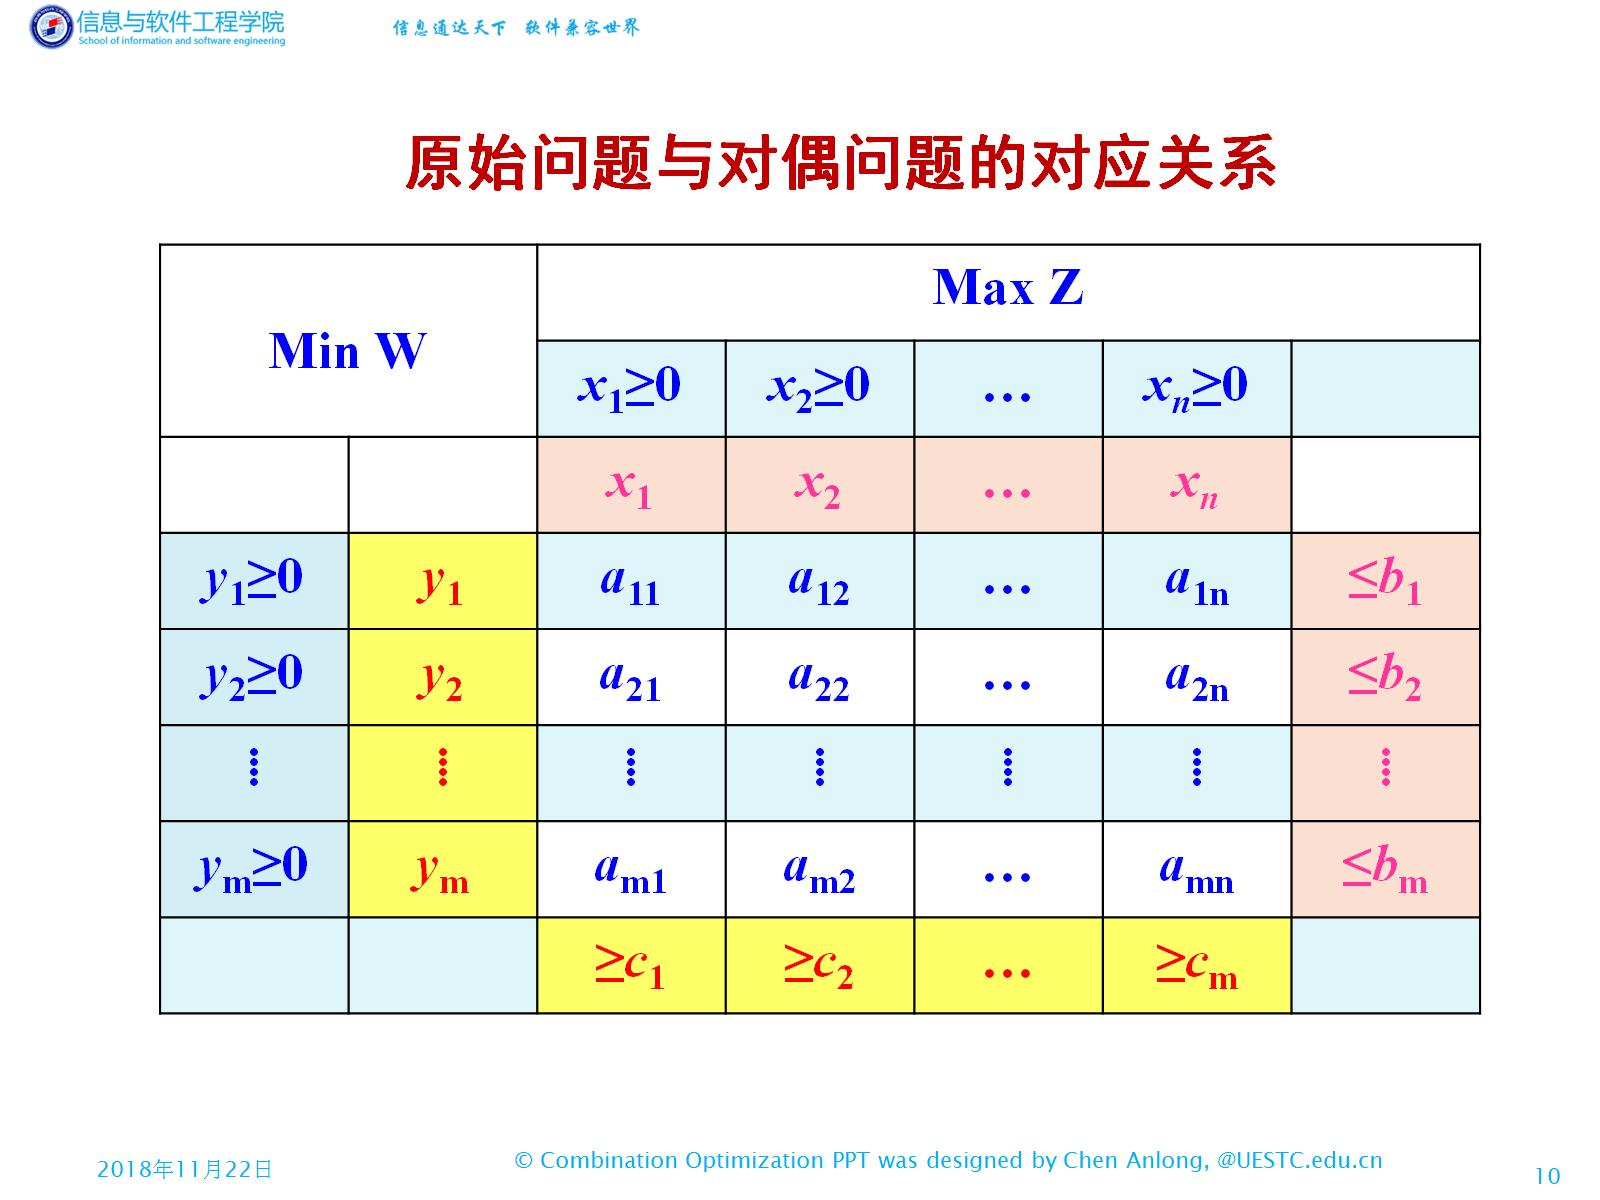 信息与软件工程学院
School of information and software engineering
信息通达天下 软件兼容世界
原始问题与对偶问题的对应关系
Min W
Max Z
x1≥0 x2≥0 … xn≥0
x1 x2 … xn
y1≥0 y1 a11 a12 … a1n ≤b1
y2≥0 y2 a21 a22 … a2n ≤b2
⋮ ⋮ ⋮ ⋮ ⋮ ⋮ ⋮
ym≥0 ym am1 am2 … amn ≤bm
≥c1 ≥c2 … ≥cm
2018年11月22日
© Combination Optimization PPT was designed by Chen Anlong, @UESTC.edu.cn
10